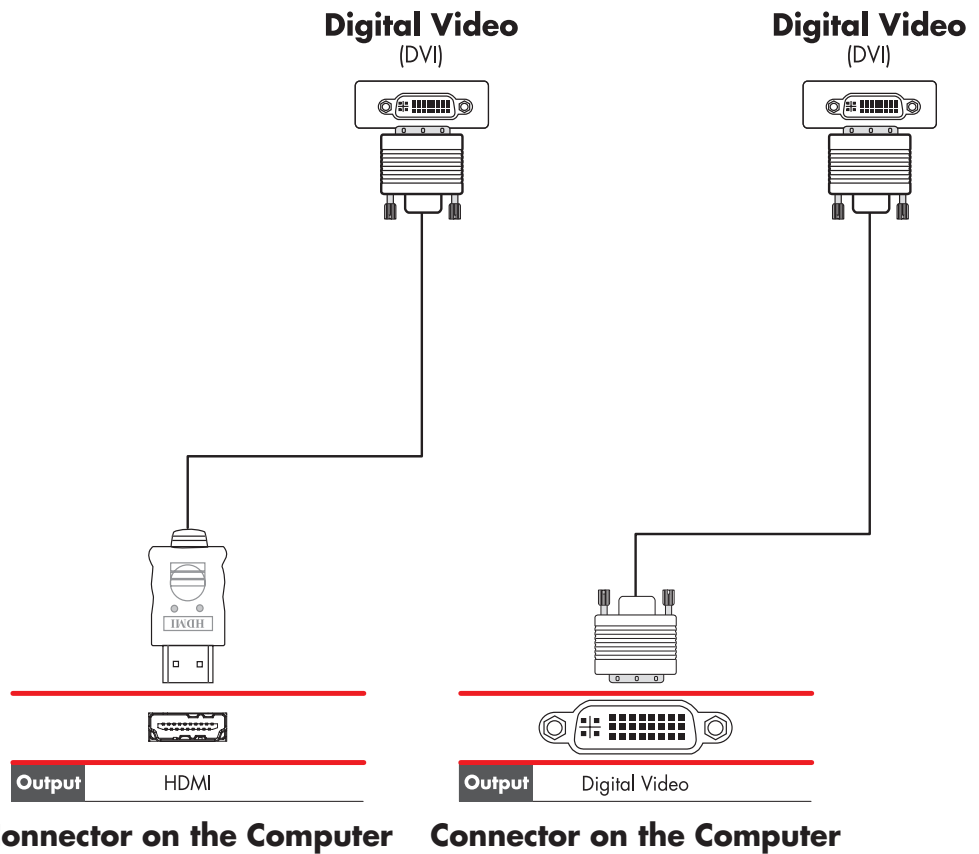 Digital Video
(DVI)
Digital Video
(DVI)
HDMI
Output HDMI
Output Digital Video
onnector on the Computer
Connector on the Computer